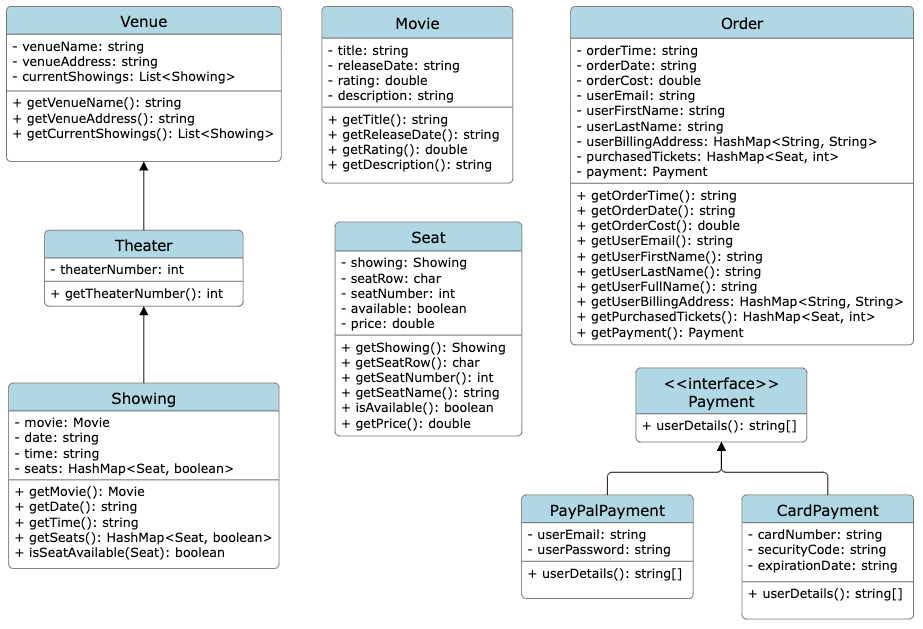 Venue
- venueName: string
- venueAddress: string
- currentShowings: List<Showing>
+ getVenueName(): string
+ getVenueAddress(): string
+ getCurrentShowings(): List<Showing>
Theater
- theaterNumber: int
+ getTheaterNumber(): int
Showing
- movie: Movie
- date: string
- time: string
- seats: HashMap<Seat, boolean>
+ getMovie(): Movie
+ getDate(): string
+ getTime(): string
+ getSeats(): HashMap<Seat, boolean>
+ isSeatAvailable(Seat): boolean
Movie
- title: string
- releaseDate: string
- rating: double
- description: string
+ getTitle(): string
+ getReleaseDate(): string
+ getRating(): double
+ getDescription(): string
Seat
- showing: Showing
- seatRow: char
- seatNumber: int
- available: boolean
- price: double
+ getShowing(): Showing
+ getSeatRow(): char
+ getSeatNumber(): int
+ getSeatName(): string
+ isAvailable(): boolean
+ getPrice(): double
Order
- orderTime: string
- orderDate: string
- orderCost: double
- userEmail: string
- userFirstName: string
- userLastName: string
- userBillingAddress: HashMap<String, String>
- purchasedTickets: HashMap<Seat, int>
- payment: Payment
+ getOrderTime(): string
+ getOrderDate(): string
+ getOrderCost(): double
+ getUserEmail(): string
+ getUserFirstName(): string
+ getUserLastName(): string
+ getUserFullName(): string
+ getUserBillingAddress: HashMap<String, String>
+ getPurchasedTickets(): HashMap<Seat, int>
+ getPayment(): Payment
<<interface>>
Payment
+ userDetails(): string[]
PayPalPayment
- userEmail: string
- userPassword: string
+ userDetails(): string[]
CardPayment
- cardNumber: string
- securityCode: string
- expirationDate: string
+ userDetails(): string[]